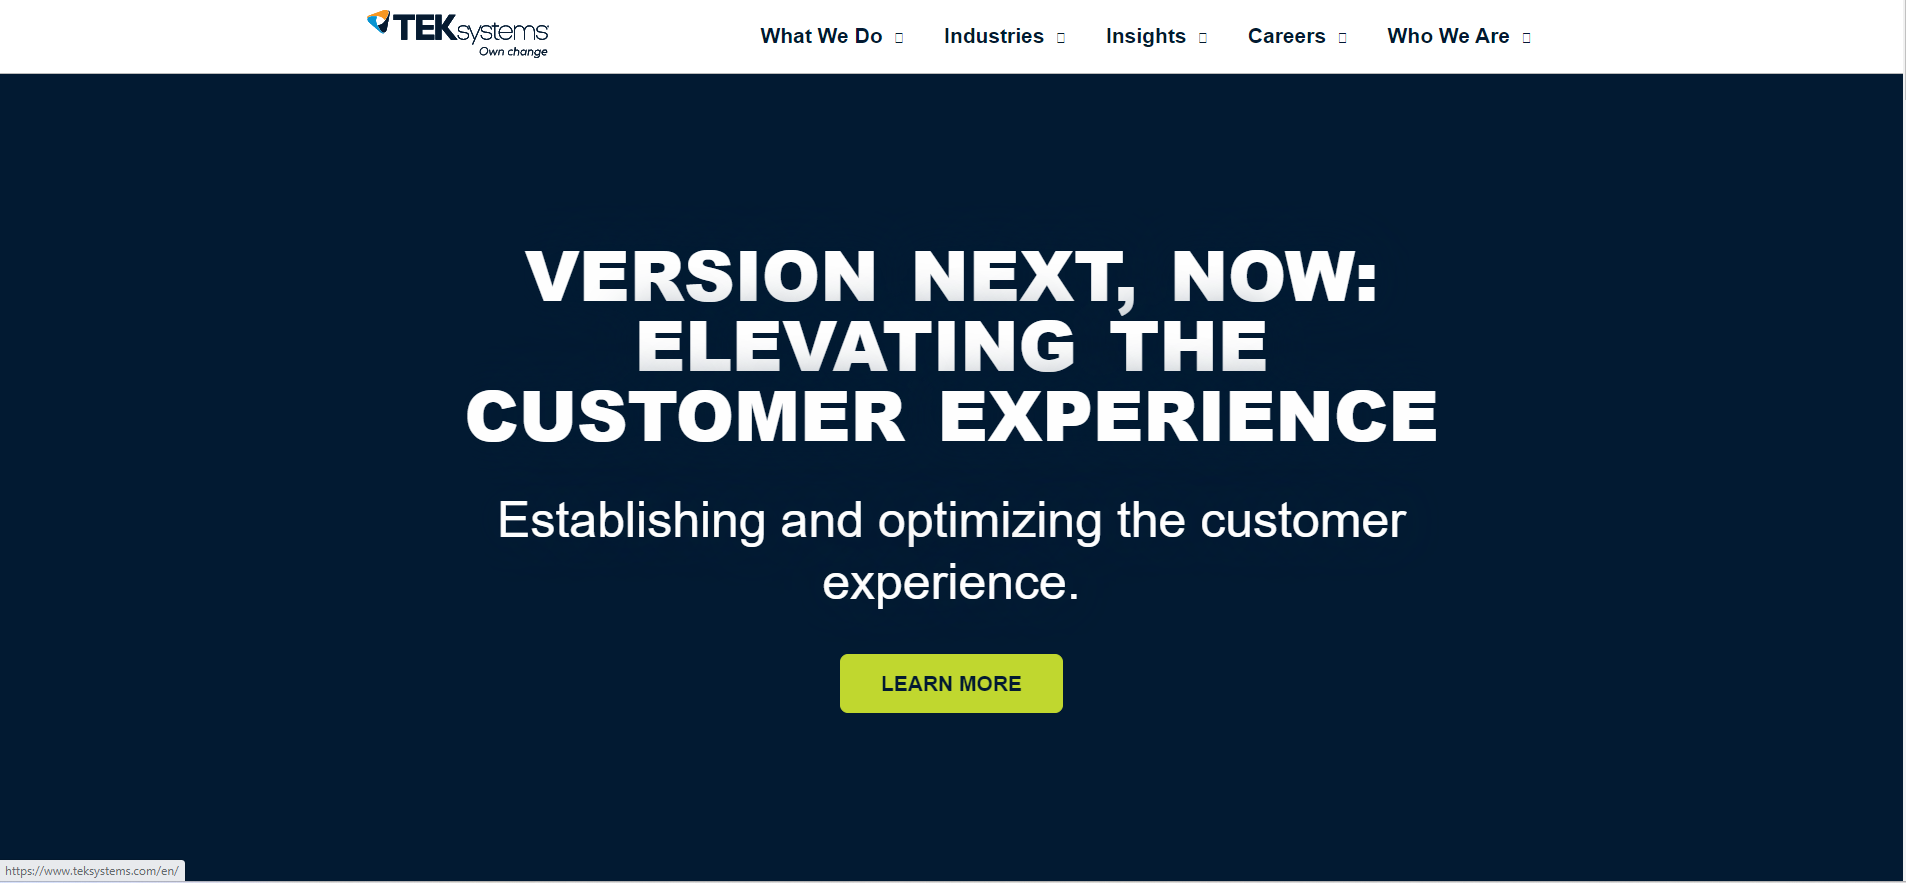 TEKsystems
Own change
What We Do
Industries
Insights
Careers
Who We Are
VERSION NEXT, NOW:
ELEVATING THE
CUSTOMER EXPERIENCE
Establishing and optimizing the customer
experience.
LEARN MORE
https://www.teksystems.com/en/